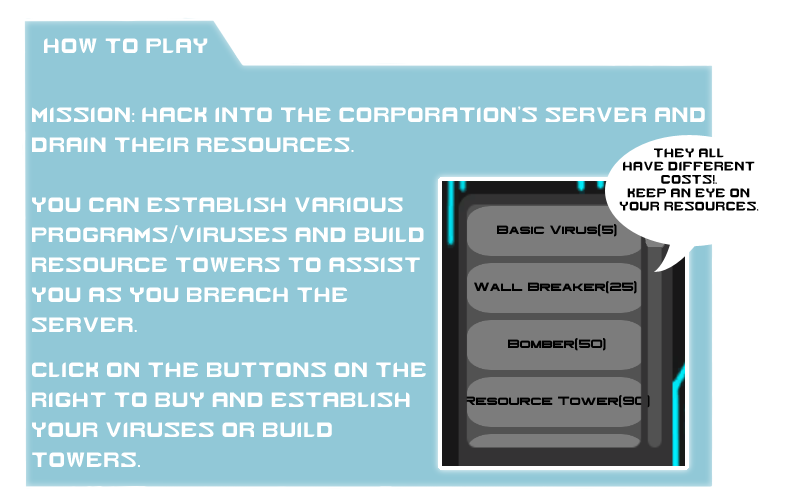 HOW TO PLAY
MISSION: HACK INTO THE CORPORATION'S SERVER AND
DRAIN THEIR RESOURCES.
THEY ALL
HAVE DIFFERENT
COSTS!.
KEEP AN EYE ON
YOUR RESOURCES.
YOU CAN ESTABLISH VARIOUS
PROGRAMS/VIRUSES AND BUILD
RESOURCE TOWERS TO ASSIST
YOU AS YOU BREACH THE
SERVER.
CLICK ON THE BUTTONS ON THE
RIGHT TO BUY AND ESTABLISH
YOUR VIRUSES OR BUILD
TOWERS.
Basic Virus(5)
Wall Breaker(25)
Bomber(50)
Resource Tower(90)